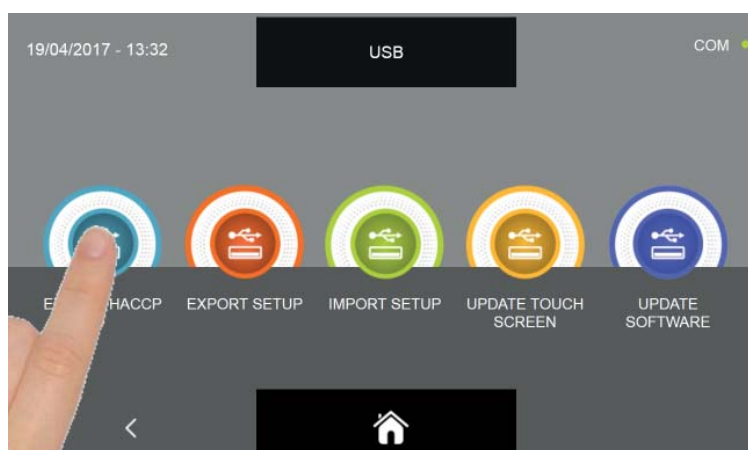 19/04/2017 - 13:32
USB
COM
HACCP
EXPORT SETUP
IMPORT SETUP
UPDATE TOUCH
SCREEN
UPDATE
SOFTWARE